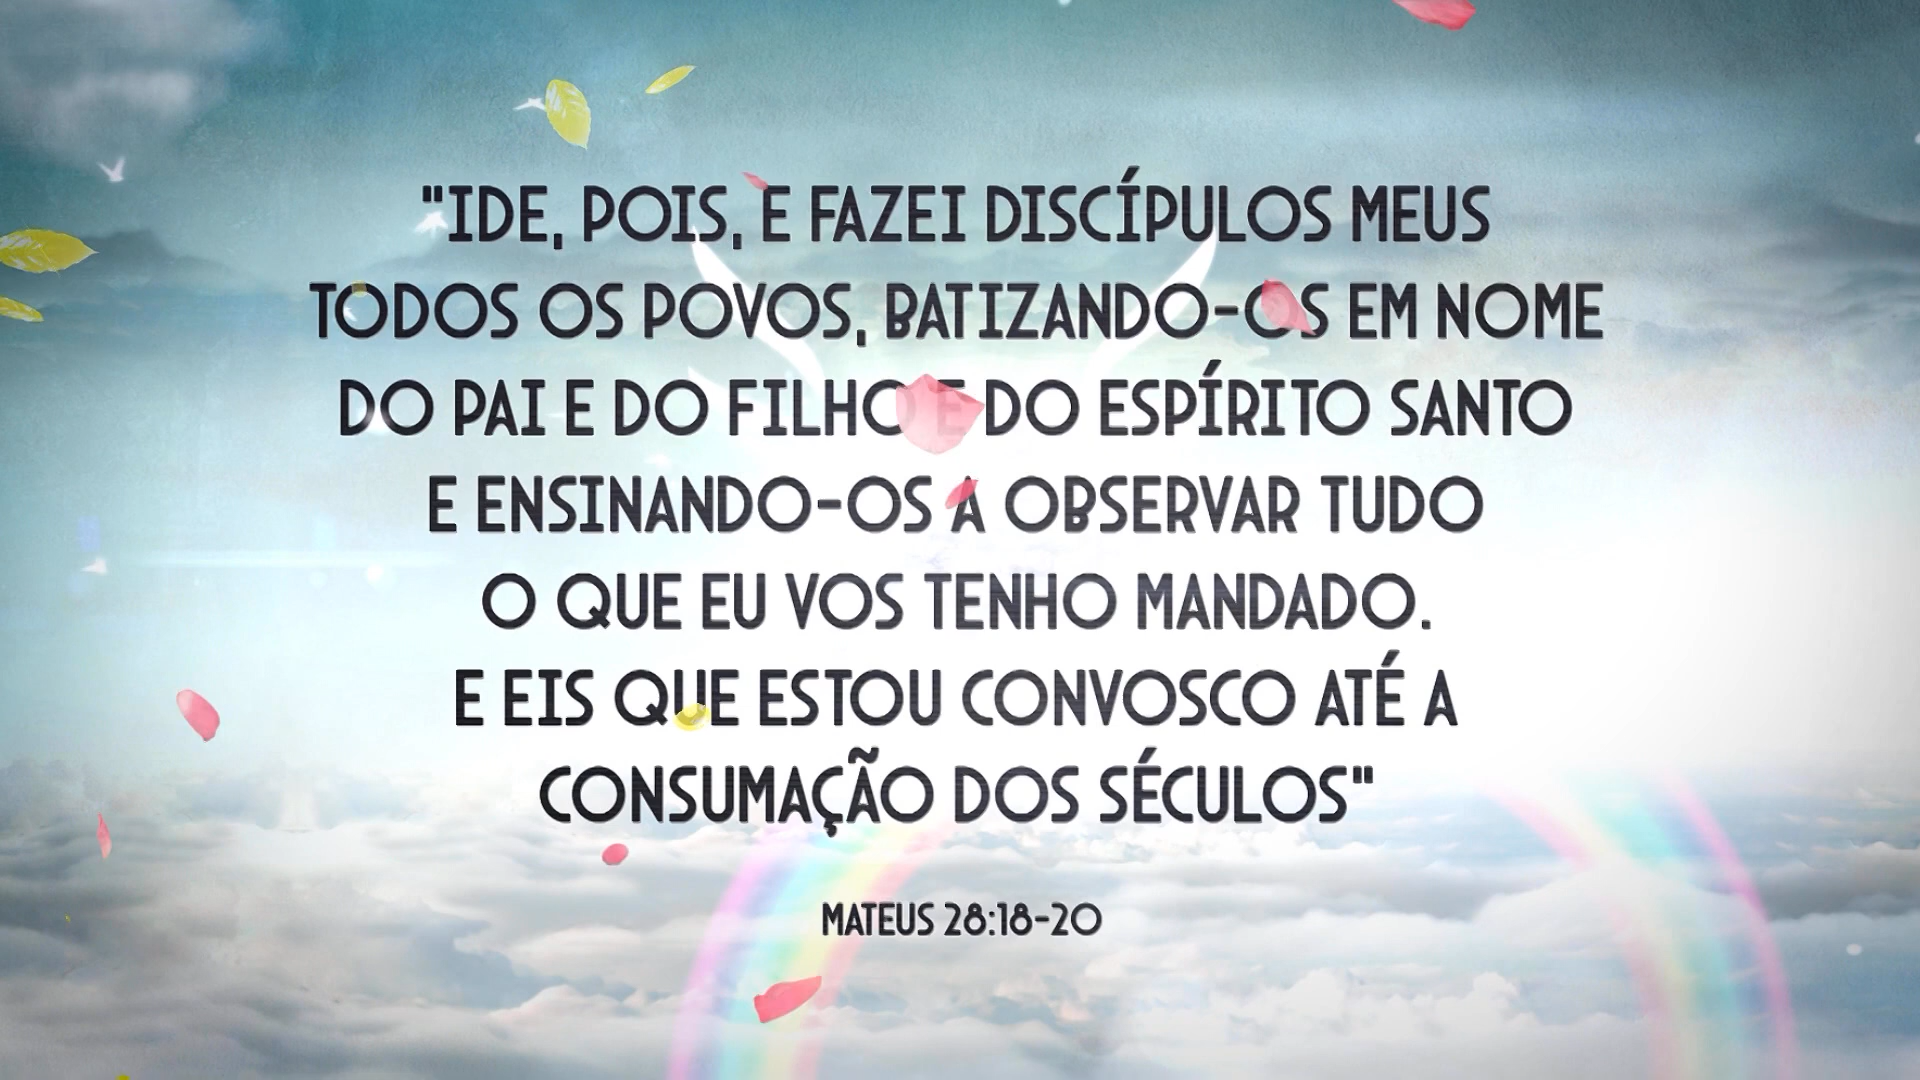 "IDE, POIS, E FAZEI DISCÍPULOS MEUS
TODOS OS POVOS, BATIZANDO-OS EM NOME
DO PAI E DO FILHO E DO ESPÍRITO SANTO
E ENSINANDO-OS A OBSERVAR TUDO
O QUE EU VOS TENHO MANDADO.
E EIS QUE ESTOU CONVOSCO ATÉ A
CONSUMAÇÃO DOS SÉCULOS"
MATEUS 28:18-20